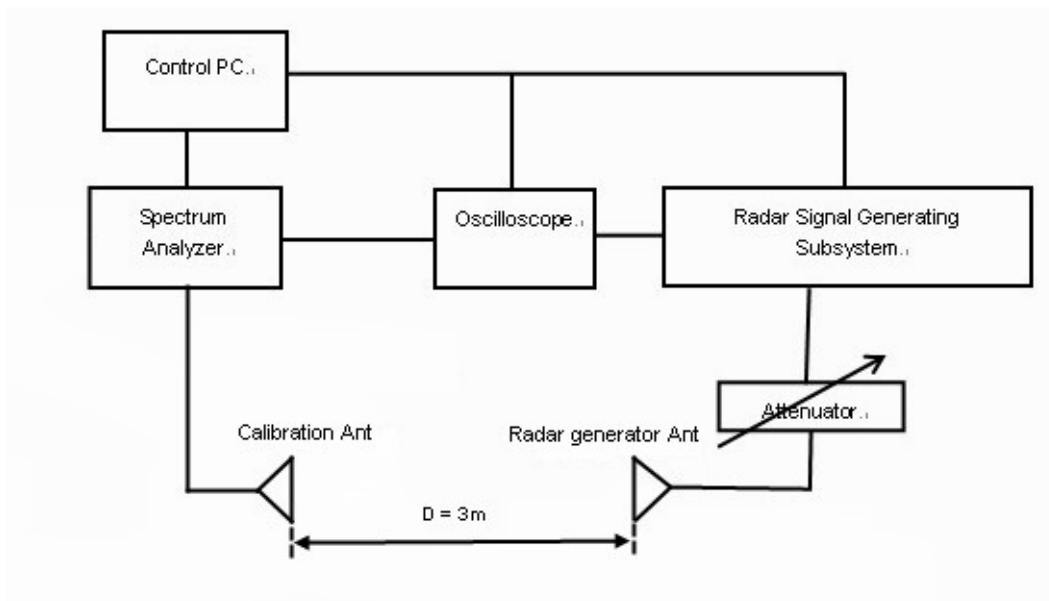 Control PC
Spectrum
Analyzer
Oscilloscope
Radar Signal Generating
Subsystem
Attenuator
Calibration Ant
Radar generator Ant
D = 3m